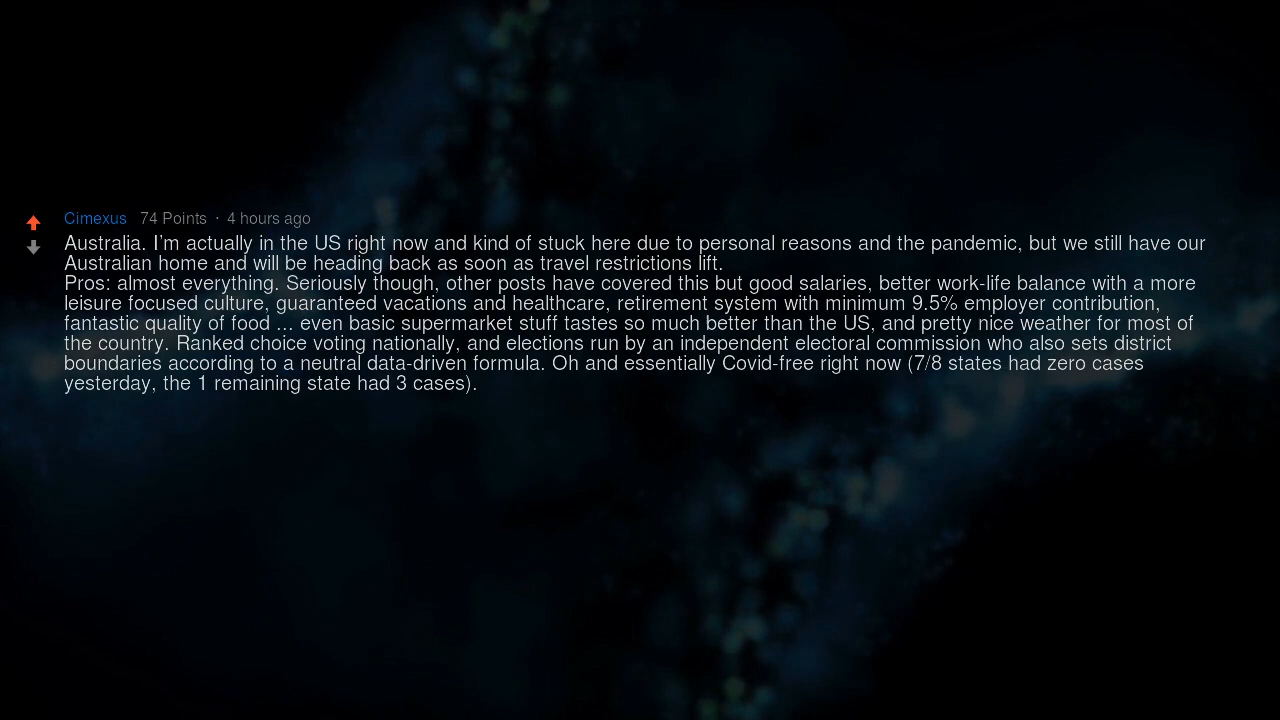 Cimexus 74 Points · 4 hours ago
Australia. I'm actually in the US right now and kind of stuck here due to personal reasons and the pandemic, but we still have our
Australian home and will be heading back as soon as travel restrictions lift.
Pros: almost everything. Seriously though, other posts have covered this but good salaries, better work-life balance with a more
leisure focused culture, guaranteed vacations and healthcare, retirement system with minimum 9.5% employer contribution,
fantastic quality of food ... even basic supermarket stuff tastes so much better than the US, and pretty nice weather for most of
the country. Ranked choice voting nationally, and elections run by an independent electoral commission who also sets district
boundaries according to a neutral data-driven formula. Oh and essentially Covid-free right now (7/8 states had zero cases
yesterday, the 1 remaining state had 3 cases).